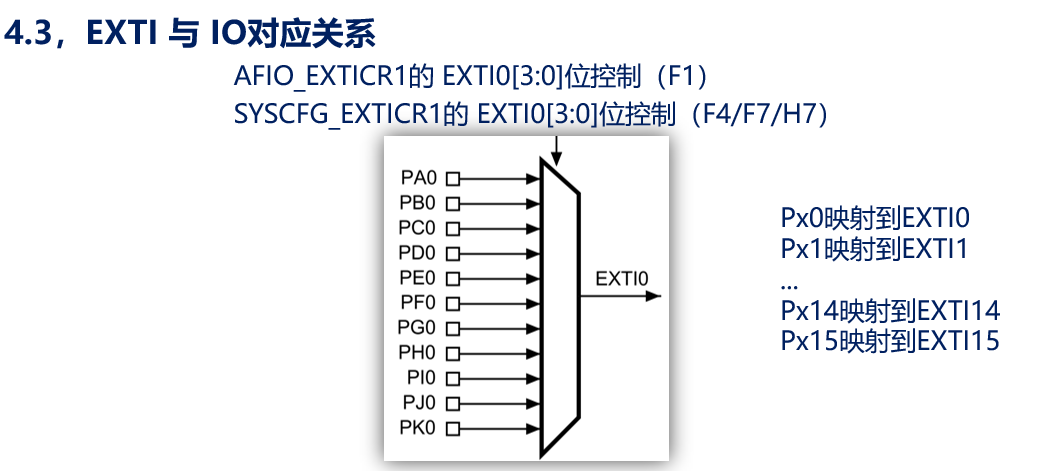 4.3，EXTI 与 IO对应关系
AFIO_EXTICR1的 EXTI0[3:0]位控制（F1）
SYSCFG_EXTICR1的 EXTI0[3:0]位控制（F4/F7/H7）
PA0
PB0
PC0
PD0
PE0
PF0
PG0
PH0
PI0
PJ0
PK0
EXTI0
Px0映射到EXTI0
Px1映射到EXTI1
...
Px14映射到EXTI14
Px15映射到EXTI15